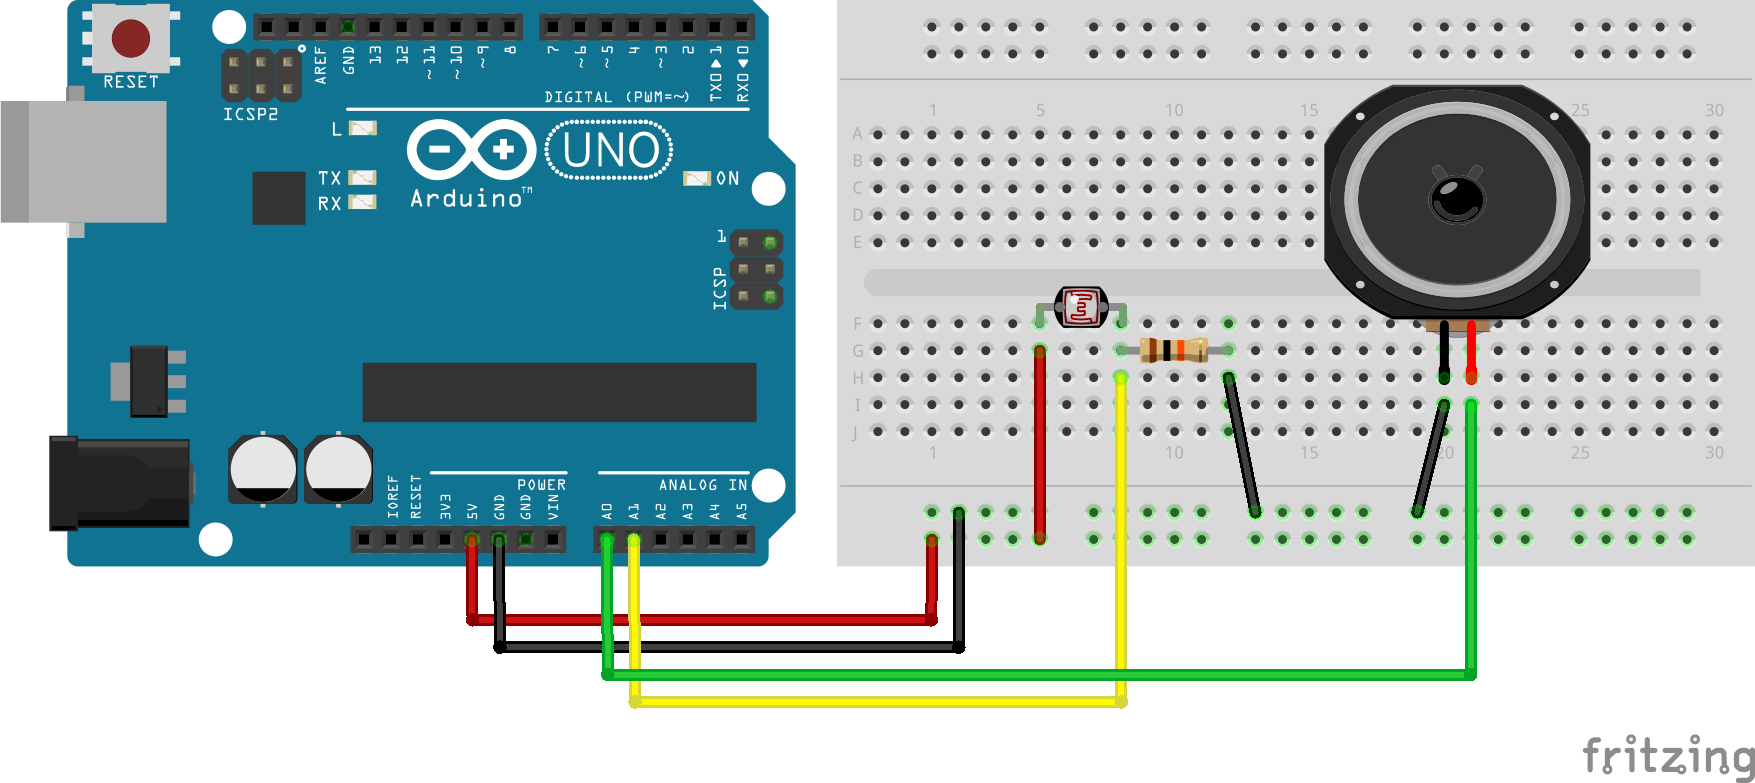 RESET
ICSP2
AREF
GND
13
12
~11
~10
~9
8
7
~6
~5
4
~3
2
TX0▶1
RX0◀0
DIGITAL (PWM=~)
L
TX
RX
UNO
Arduino™
ON
1
ICSP
IOREF
RESET
3V3
5V
GND
GND
VIN
POWER
ANALOG IN
A0
A1
A2
A3
A4
A5
1 5 10 15 25 30
A
B
C
D
E
F
G
H
I
J
1 10 15 20 25 30
fritzing